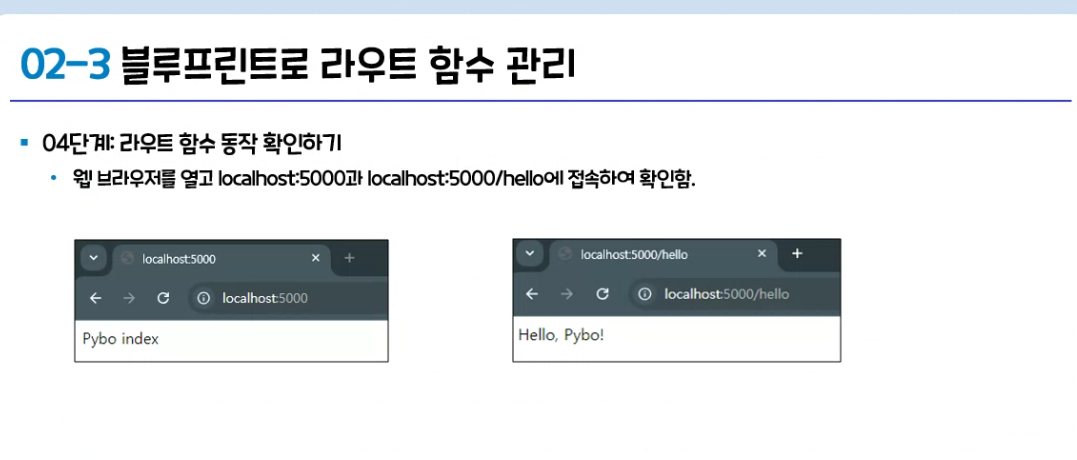 02-3 블루프린트로 라우트 함수 관리
04단계: 라우트 함수 동작 확인하기
웹 브라우저를 열고 localhost:5000과 localhost:5000/hello에 접속하여 확인함.
localhost:5000
localhost:5000
Pybo index
localhost:5000/hello
localhost:5000/hello
Hello, Pybo!